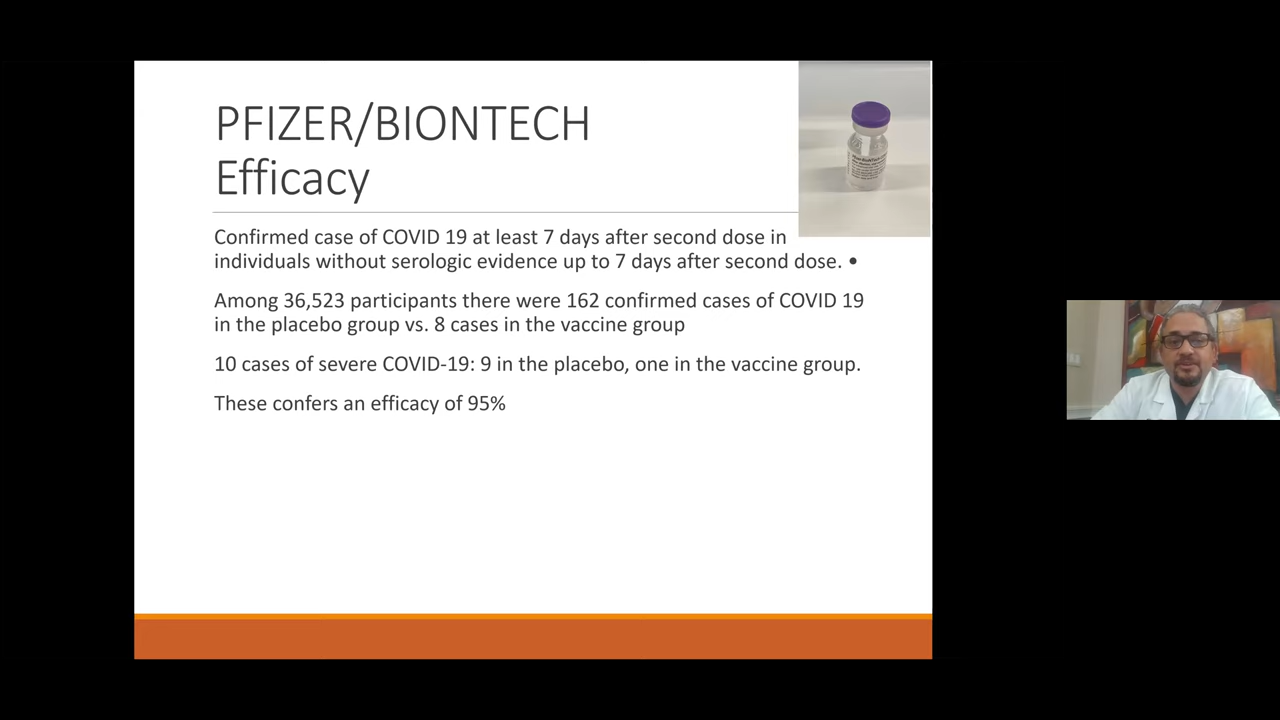 PFIZER/BIONTECH
Efficacy
Confirmed case of COVID 19 at least 7 days after second dose in
individuals without serologic evidence up to 7 days after second dose. •
Among 36,523 participants there were 162 confirmed cases of COVID 19
in the placebo group vs. 8 cases in the vaccine group
10 cases of severe COVID-19: 9 in the placebo, one in the vaccine group.
These confers an efficacy of 95%